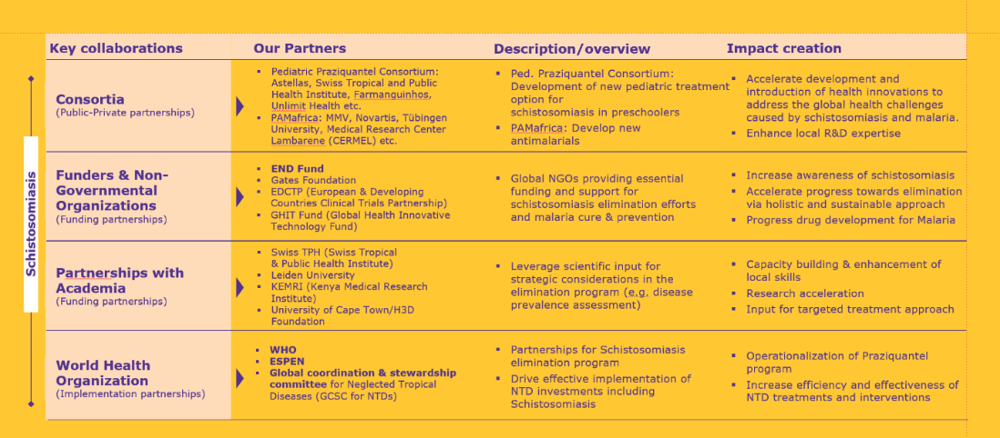 Key collaborations
Our Partners
Description/overview
Impact creation
Schistosomiasis
Consortia
(Public-Private partnerships)
Pediatric Praziquantel Consortium:
Astellas, Swiss Tropical and Public
Health Institute, Farmanguinhos,
Unlimit Health etc.
PAMafrica: MMV, Novartis, Tübingen
University, Medical Research Center
Lambarene (CERMEL) etc.
Ped. Praziquantel Consortium:
Development of new pediatric treatment
option for
schistosomiasis in preschoolers
PAMafrica: Develop new
antimalarials
Accelerate development and
introduction of health innovations to
address the global health challenges
caused by schistosomiasis and malaria.
Enhance local R&D expertise
Funders & Non-
Governmental
Organizations
(Funding partnerships)
END Fund
Gates Foundation
EDCTP (European & Developing
Countries Clinical Trials Partnership)
GHIT Fund (Global Health Innovative
Technology Fund)
Global NGOs providing essential
funding and support for
schistosomiasis elimination efforts
and malaria cure & prevention
Increase awareness of schistosomiasis
Accelerate progress towards elimination
via holistic and sustainable approach
Progress drug development for Malaria
Partnerships with
Academia
(Funding partnerships)
Swiss TPH (Swiss Tropical
& Public Health Institute)
Leiden University
KEMRI (Kenya Medical Research
Institute)
University of Cape Town/H3D
Foundation
Leverage scientific input for
strategic considerations in the
elimination program (e.g. disease
prevalence assessment)
Capacity building & enhancement of
local skills
Research acceleration
Input for targeted treatment approach
World Health
Organization
(Implementation partnerships)
WHO
ESPEN
Global coordination & stewardship
committee for Neglected Tropical
Diseases (GCSC for NTDs)
Partnerships for Schistosomiasis
elimination program
Drive effective implementation of
NTD investments including
Schistosomiasis
Operationalization of Praziquantel
program
Increase efficiency and effectiveness of
NTD treatments and interventions